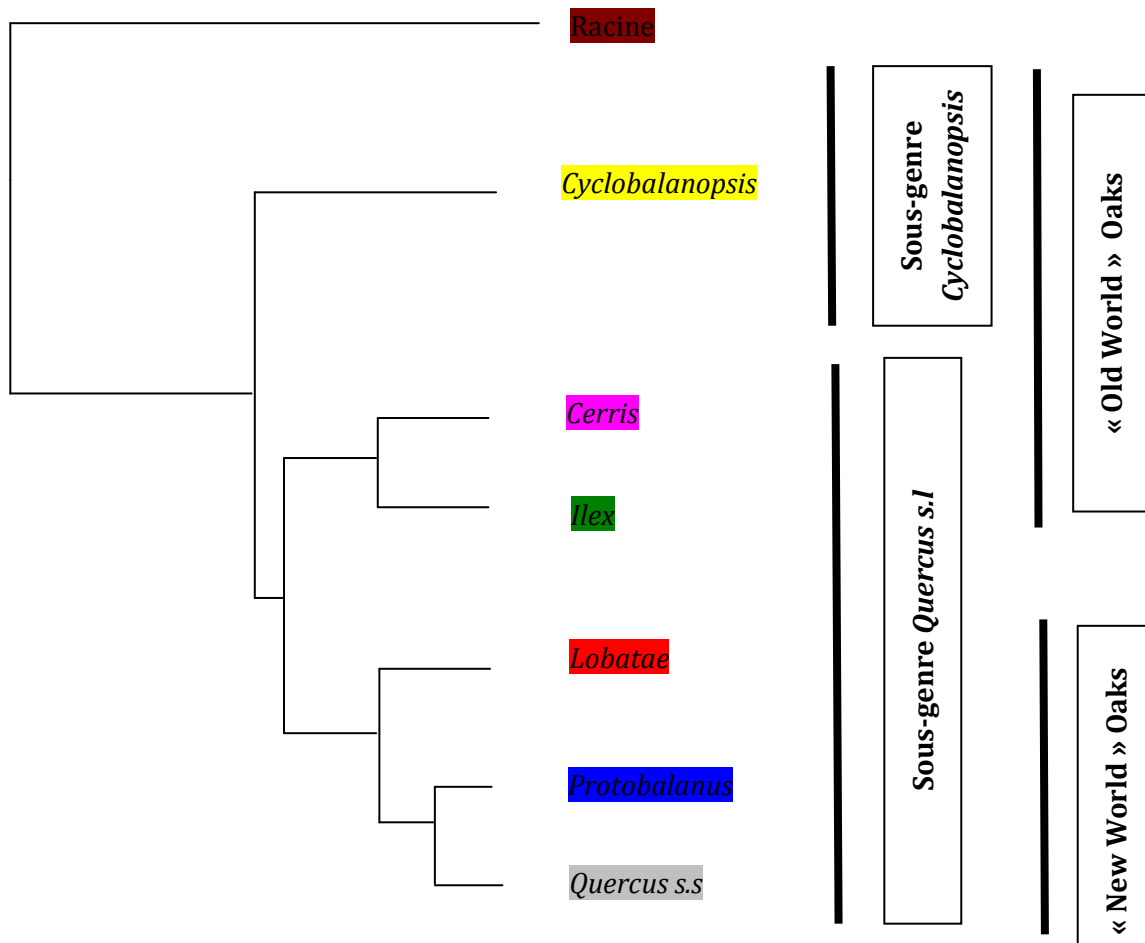 Racine
Cyclobalanopsis
Cerris
Ilex
Lobatae
Protobalanus
Quercus s.s
Sous-genre
Cyclobalanopsis
Sous-genre Quercus s.l
« Old World » Oaks
« New World » Oaks